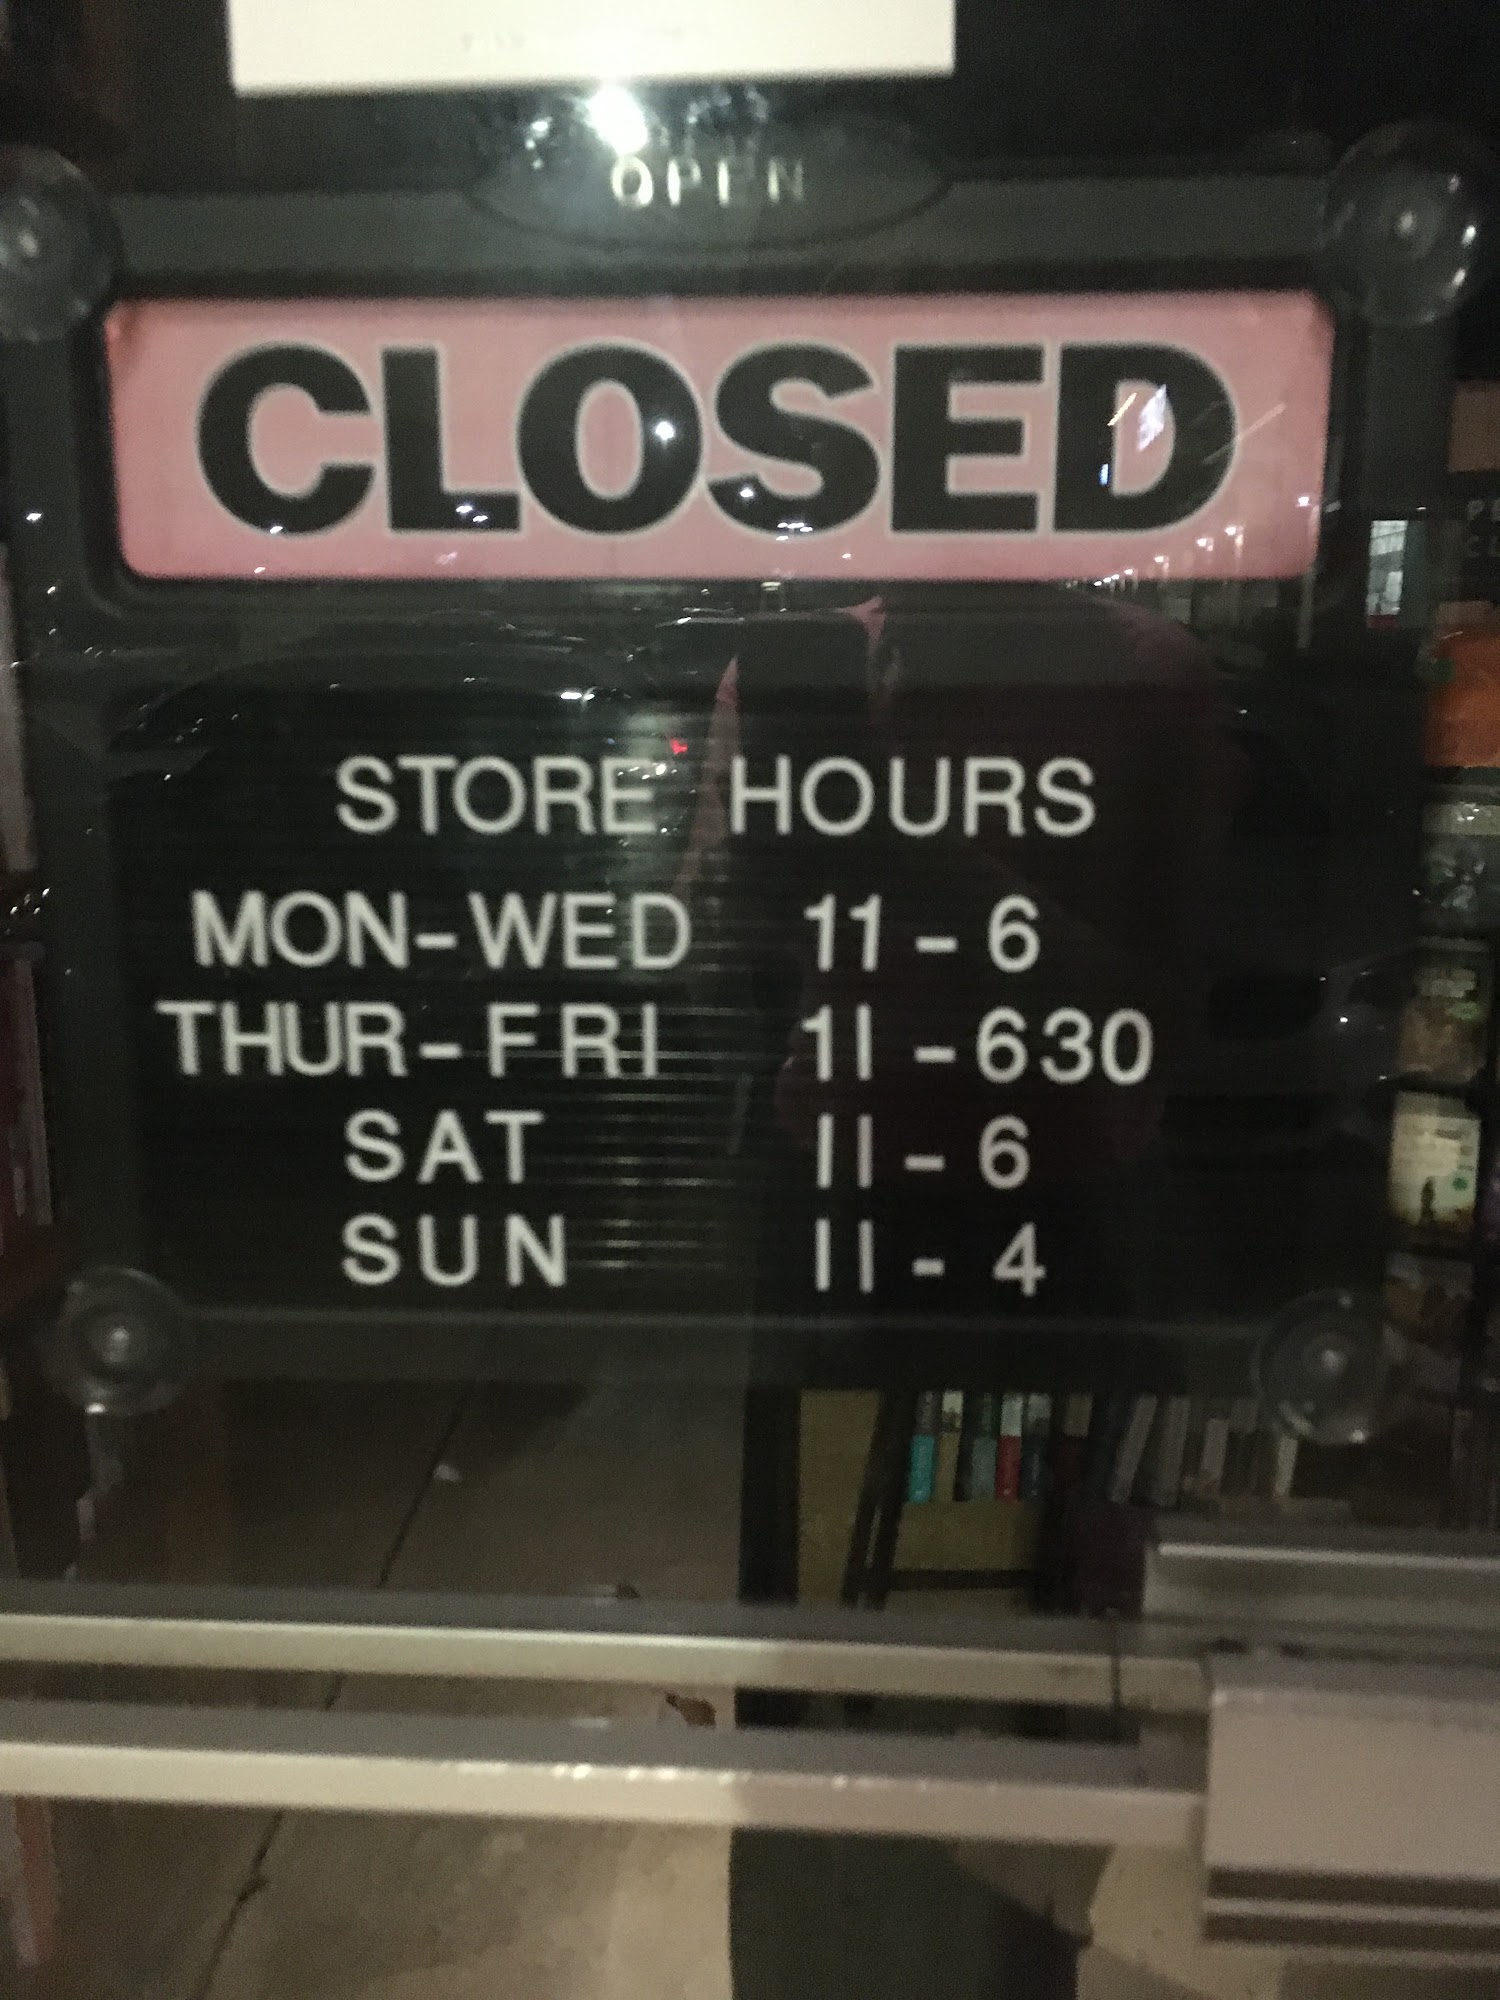 OPEN
CLOSED
STORE HOURS
MON-WED 11 - 6
THUR-FRI 11 - 630
SAT 11 - 6
SUN 11 - 4